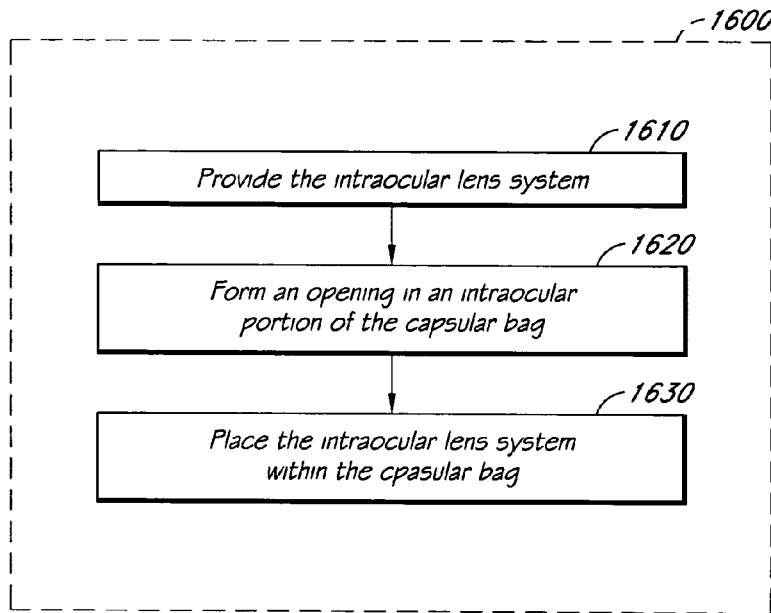 1600
1610
Provide the intraocular lens system
1620
Form an opening in an intraocular
portion of the capsular bag
1630
Place the intraocular lens system
within the cpasular bag